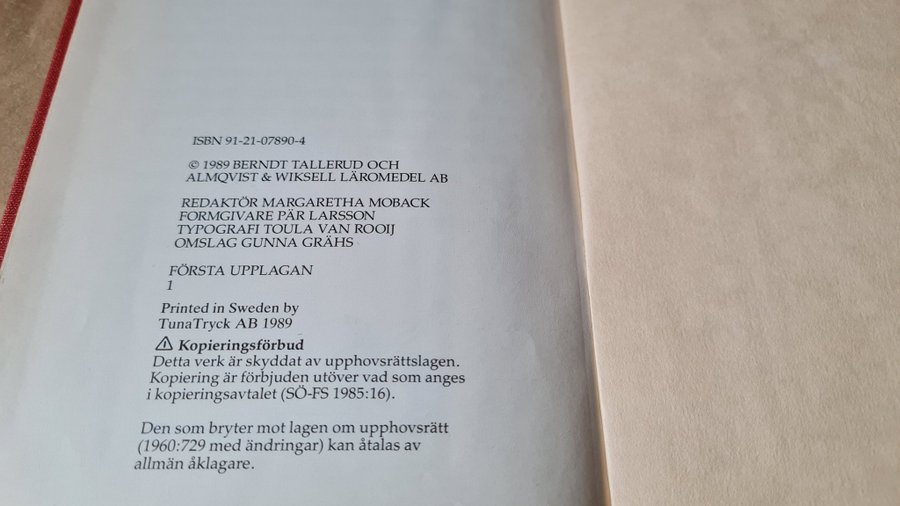 ISBN 91-21-07890-4
© 1989 BERNDT TALLERUD OCH
ALMQVIST & WIKSELL LÄROMEDEL AB
REDAKTÖR MARGARETHA MOBACK
FORMGIVARE PÄR LARSSON
TYPOGRAFI TOULA VAN ROOIJ
OMSLAG GUNNA GRÄHS
FÖRSTA UPPLAGAN
1
Printed in Sweden by
TunaTryck AB 1989
⚠ Kopieringsförbud
Detta verk är skyddat av upphovsrättslagen.
Kopiering är förbjuden utöver vad som anges
i kopieringsavtalet (SÖ-FS 1985:16).
Den som bryter mot lagen om upphovsrätt
(1960:729 med ändringar) kan åtalas av
allmän åklagare.